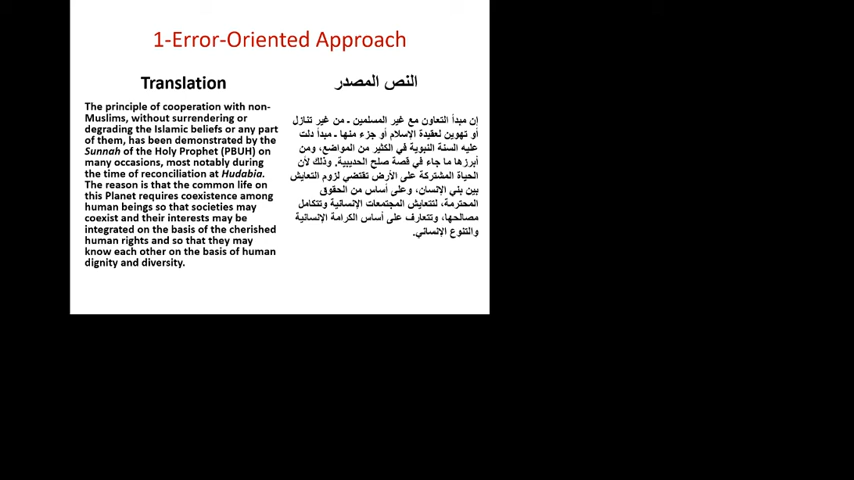 1-Error-Oriented Approach
Translation
The principle of cooperation with non-
Muslims, without surrendering or
degrading the Islamic beliefs or any part
of them, has been demonstrated by the
Sunnah of the Holy Prophet (PBUH) on
many occasions, most notably during
the time of reconciliation at Hudabia.
The reason is that the common life on
this Planet requires coexistence among
human beings so that societies may
coexist and their interests may be
integrated on the basis of the cherished
human rights and so that they may
know each other on the basis of human
dignity and diversity.
النص المصدر
إن مبدأ التعاون مع غير المسلمين ـ من غير تنازل
أو تهوين لعقيدة الإسلام أو جزء منها ـ مبدأ دلت
عليه السنة النبوية في الكثير من المواضع، ومن
أبرزها ما جاء في قصة صلح الحديبية. وذلك لأن
الحياة المشتركة على الأرض تقتضي لزوم التعايش
بين بني الإنسان، وعلى أساس من الحقوق
المحترمة، لتتعايش المجتمعات الإنسانية وتتكامل
مصالحها، وتتعارف على أساس الكرامة الإنسانية
والتنوع الإنساني.